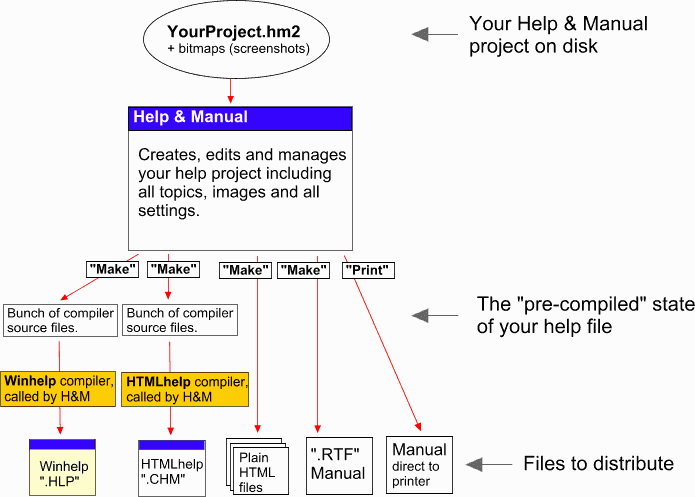 YourProject.hm2
+ bitmaps (screenshots)
Your Help & Manual
project on disk
Help & Manual
Creates, edits and manages
your help project including
all topics, images and all
settings.
"Make"
"Make"
"Make"
"Make"
"Print"
Bunch of compiler
source files.
Bunch of compiler
source files.
The "pre-compiled" state
of your help file
Winhelp compiler,
called by H&M
HTMLhelp compiler,
called by H&M
Winhelp
".HLP"
HTMLhelp
".CHM"
Plain
HTML
files
".RTF"
Manual
Manual
direct to
printer
Files to distribute